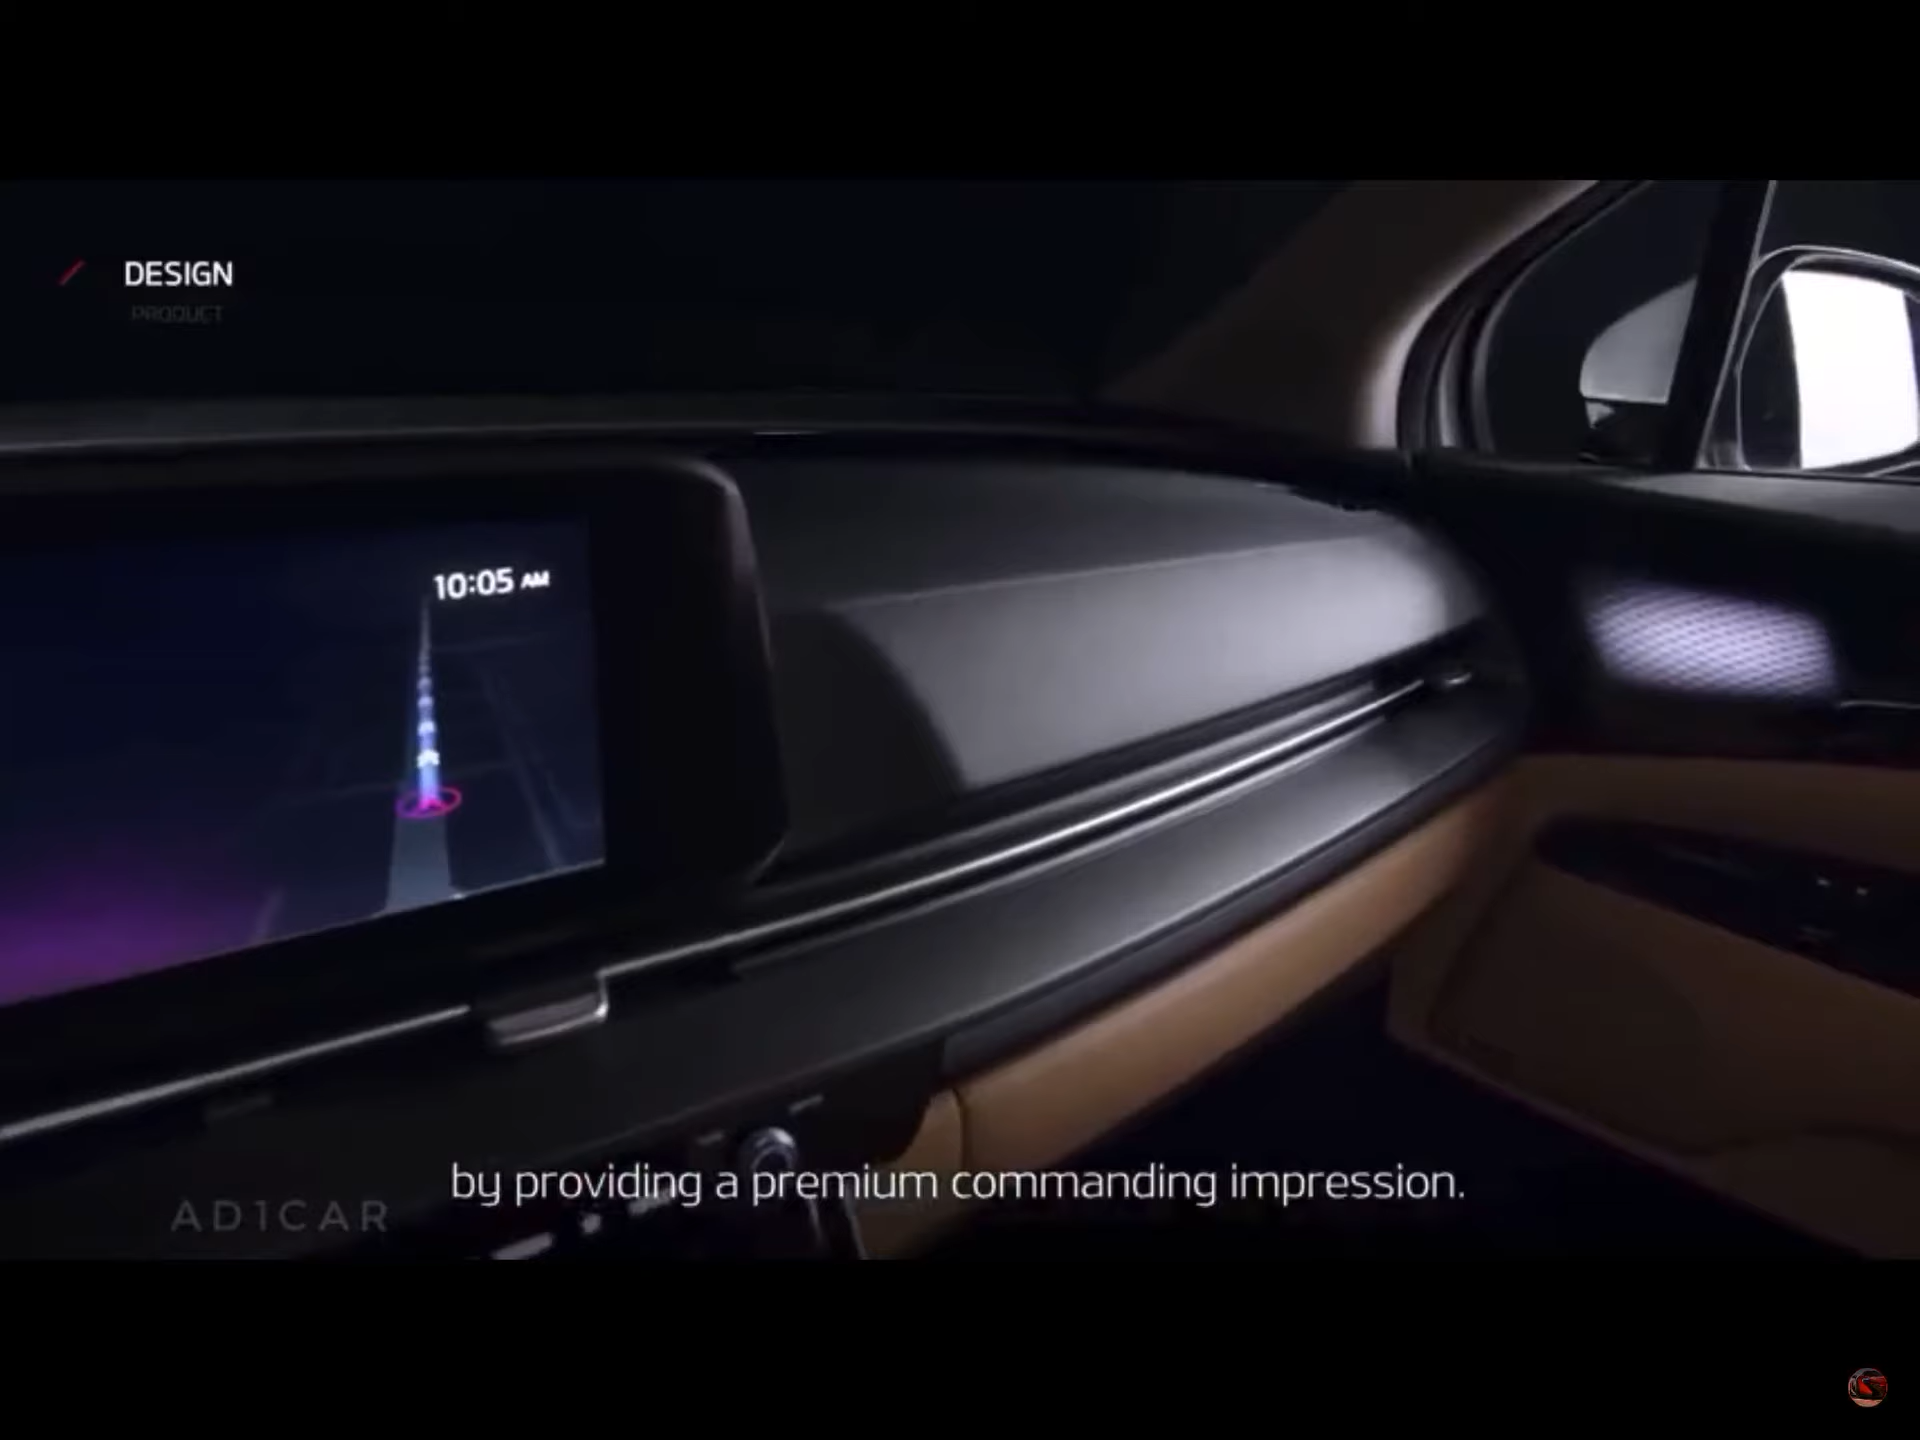 DESIGN
PRODUCT
10:05 AM
by providing a premium commanding impression.
AD1CAR